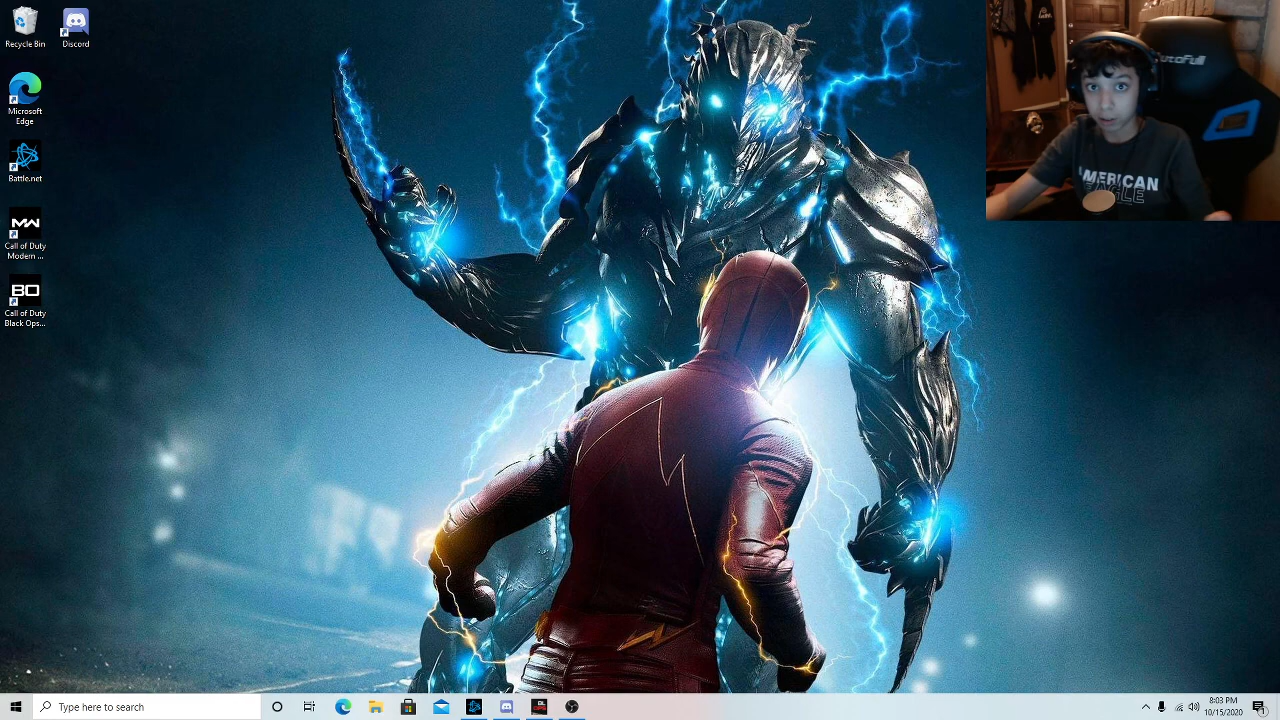 Recycle Bin
Discord
Microsoft
Edge
Battle.net
MW
Call of Duty
Modern ...
BO
Call of Duty
Black Ops...
AutoFull
AMERICAN
EAGLE
Type here to search
8:03 PM
10/15/2020